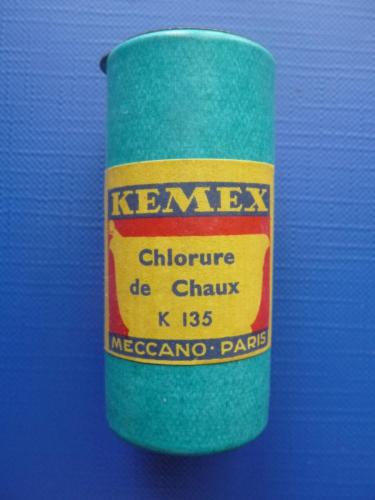 KEMEX
Chlorure
de Chaux
K 135
MECCANO·PARIS